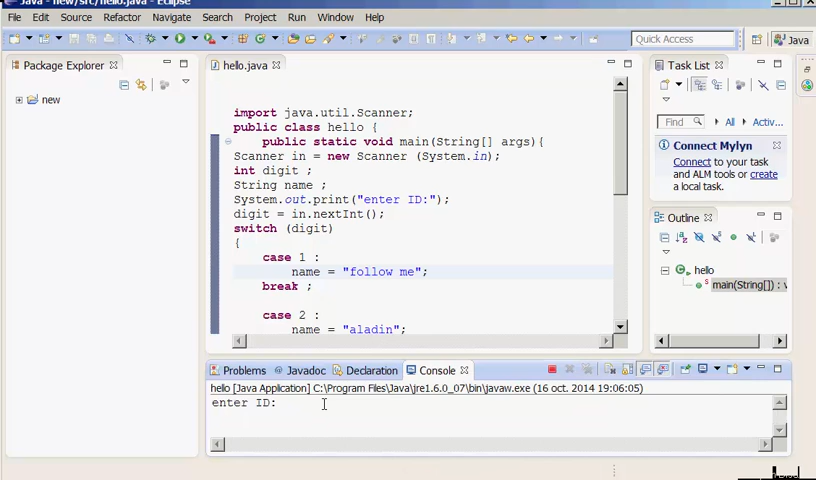 Java - new/src/hello.java - Eclipse
File Edit Source Refactor Navigate Search Project Run Window Help
Quick Access
Java
Package Explorer
new
hello.java
import java.util.Scanner;
public class hello {
public static void main(String[] args){
Scanner in = new Scanner (System.in);
int digit ;
String name ;
System.out.print("enter ID:");
digit = in.nextInt();
switch (digit)
{
case 1 :
name = "follow me";
break ;
case 2 :
name = "aladin";
Task List
Find All Activ...
Connect Mylyn
Connect to your task
and ALM tools or create
a local task.
Outline
hello
main(String[]) : v
Problems Javadoc Declaration Console
hello [Java Application] C:\Program Files\Java\jre1.6.0_07\bin\javaw.exe (16 oct. 2014 19:06:05)
enter ID: